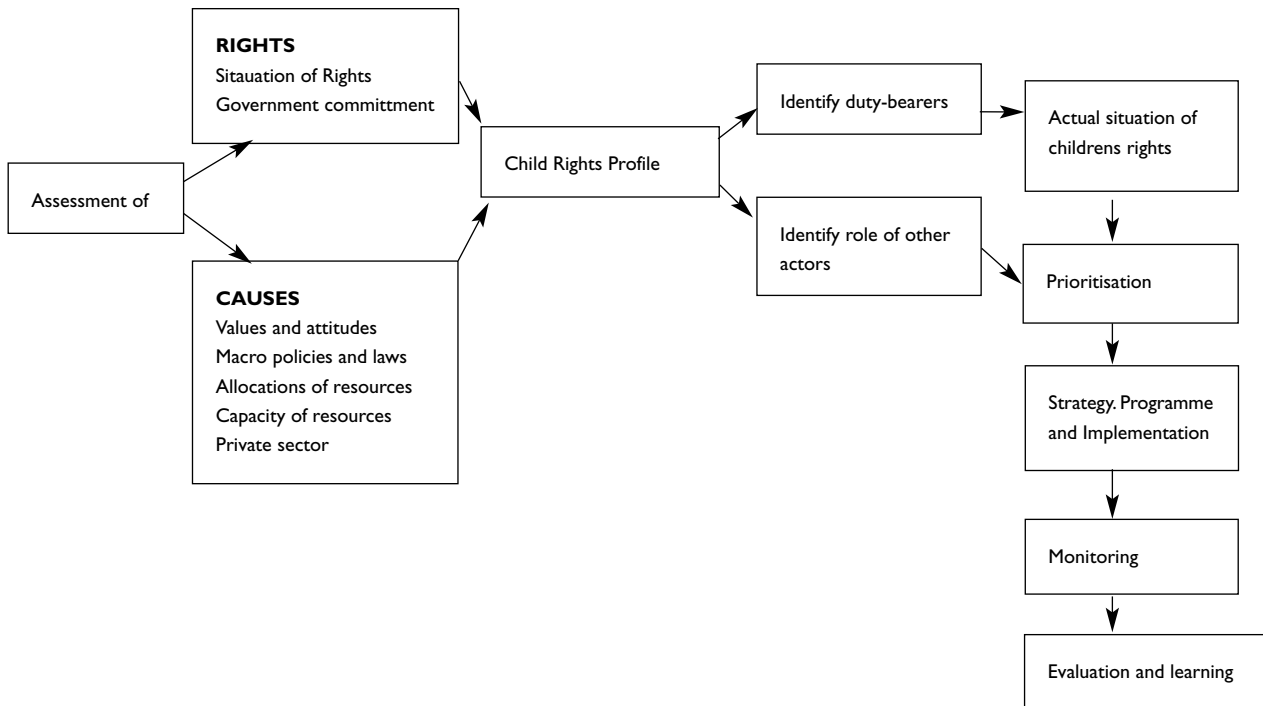 Assessment of
RIGHTS
Sitauation of Rights
Government committment
CAUSES
Values and attitudes
Macro policies and laws
Allocations of resources
Capacity of resources
Private sector
Child Rights Profile
Identify duty-bearers
Identify role of other
actors
Actual situation of
childrens rights
Prioritisation
Strategy. Programme
and Implementation
Monitoring
Evaluation and learning